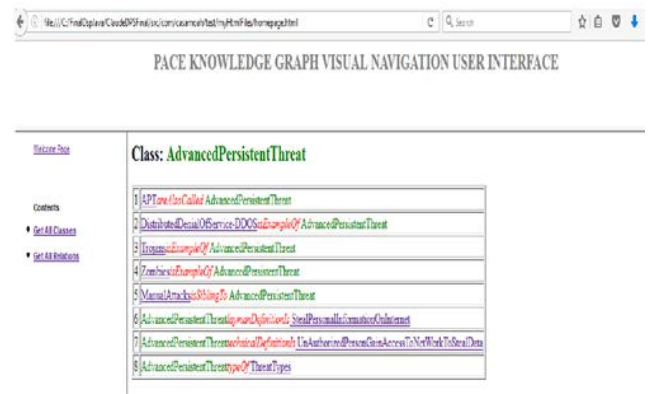 Search
PACE KNOWLEDGE GRAPH VISUAL NAVIGATION USER INTERFACE
Welcome Page
Class: AdvancedPersistentThreat
Contents
Get All Classes
Get All Relations
1 APTareAlsoCalled AdvancedPersistentThreat
2 DistributedDenialOfService-DDOSisExampleOf AdvancedPersistentThreat
3 TrojansisExampleOf AdvancedPersistentThreat
4 ZombiesisExampleOf AdvancedPersistentThreat
5 ManualAttacksisSiblingTo AdvancedPersistentThreat
6 AdvancedPersistentThreatlaymanDefinitionIs StealPersonalInformationOnInternet
7 AdvancedPersistentThreattechnicalDefinitionIs UnAuthorizedPersonGainAccessToNetWorkToStealData
8 AdvancedPersistentThreattypeOf ThreatTypes